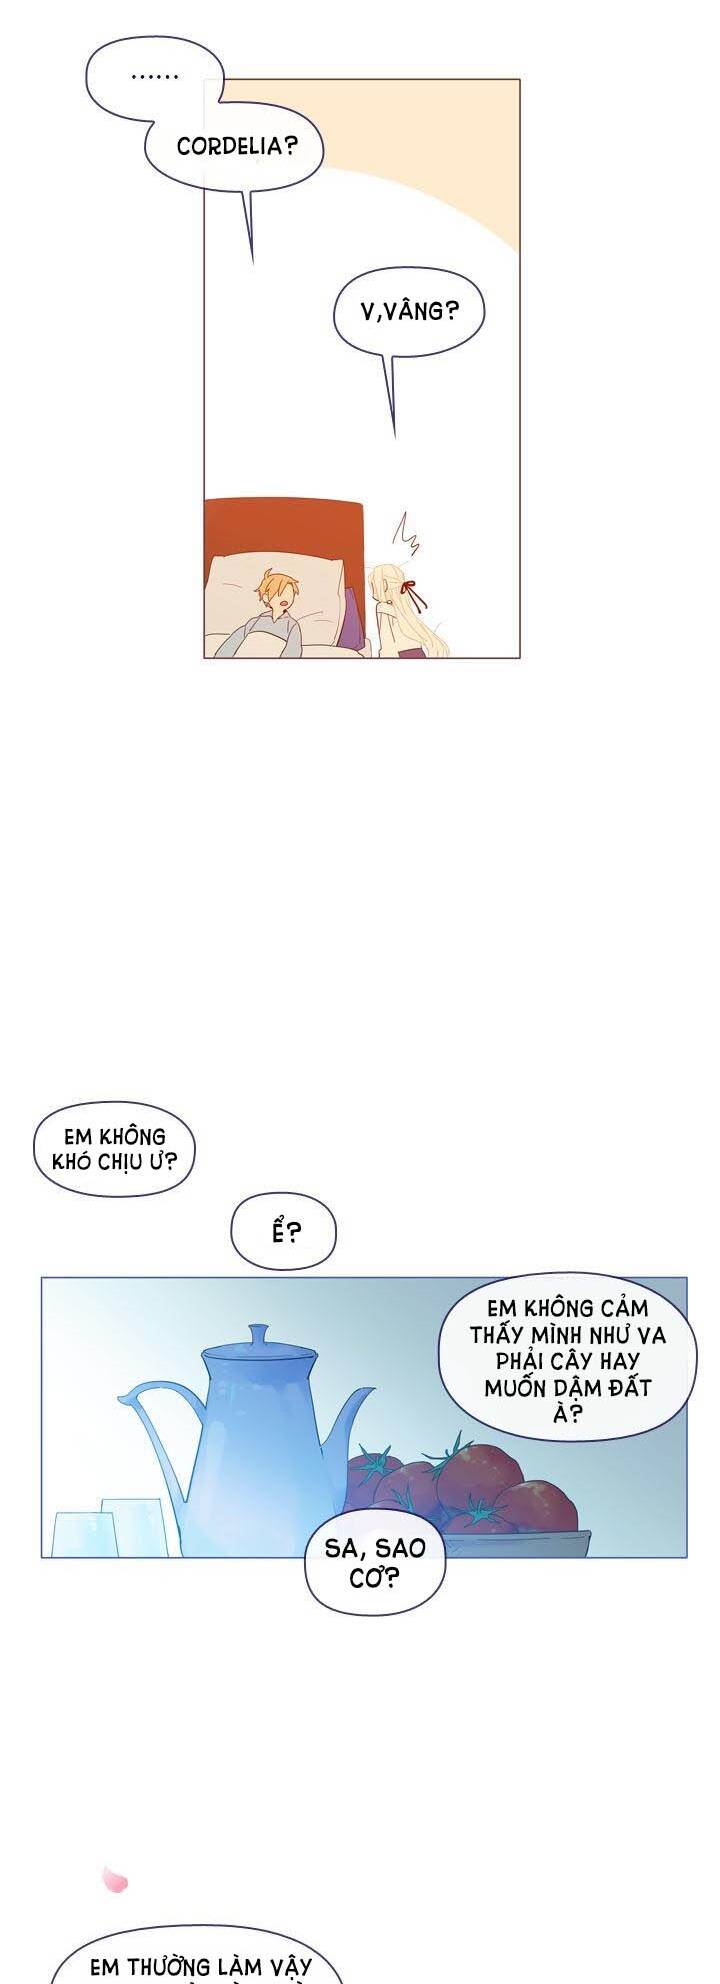 ......
CORDELIA?
V,VÂNG?
EM KHÔNG
KHÓ CHỊU Ư?
Ể?
EM KHÔNG CẢM
THẤY MÌNH NHƯ VA
PHẢI CÂY HAY
MUỐN DẬM ĐẤT
À?
SA, SAO
CƠ?
EM THƯỜNG LÀM VẬY